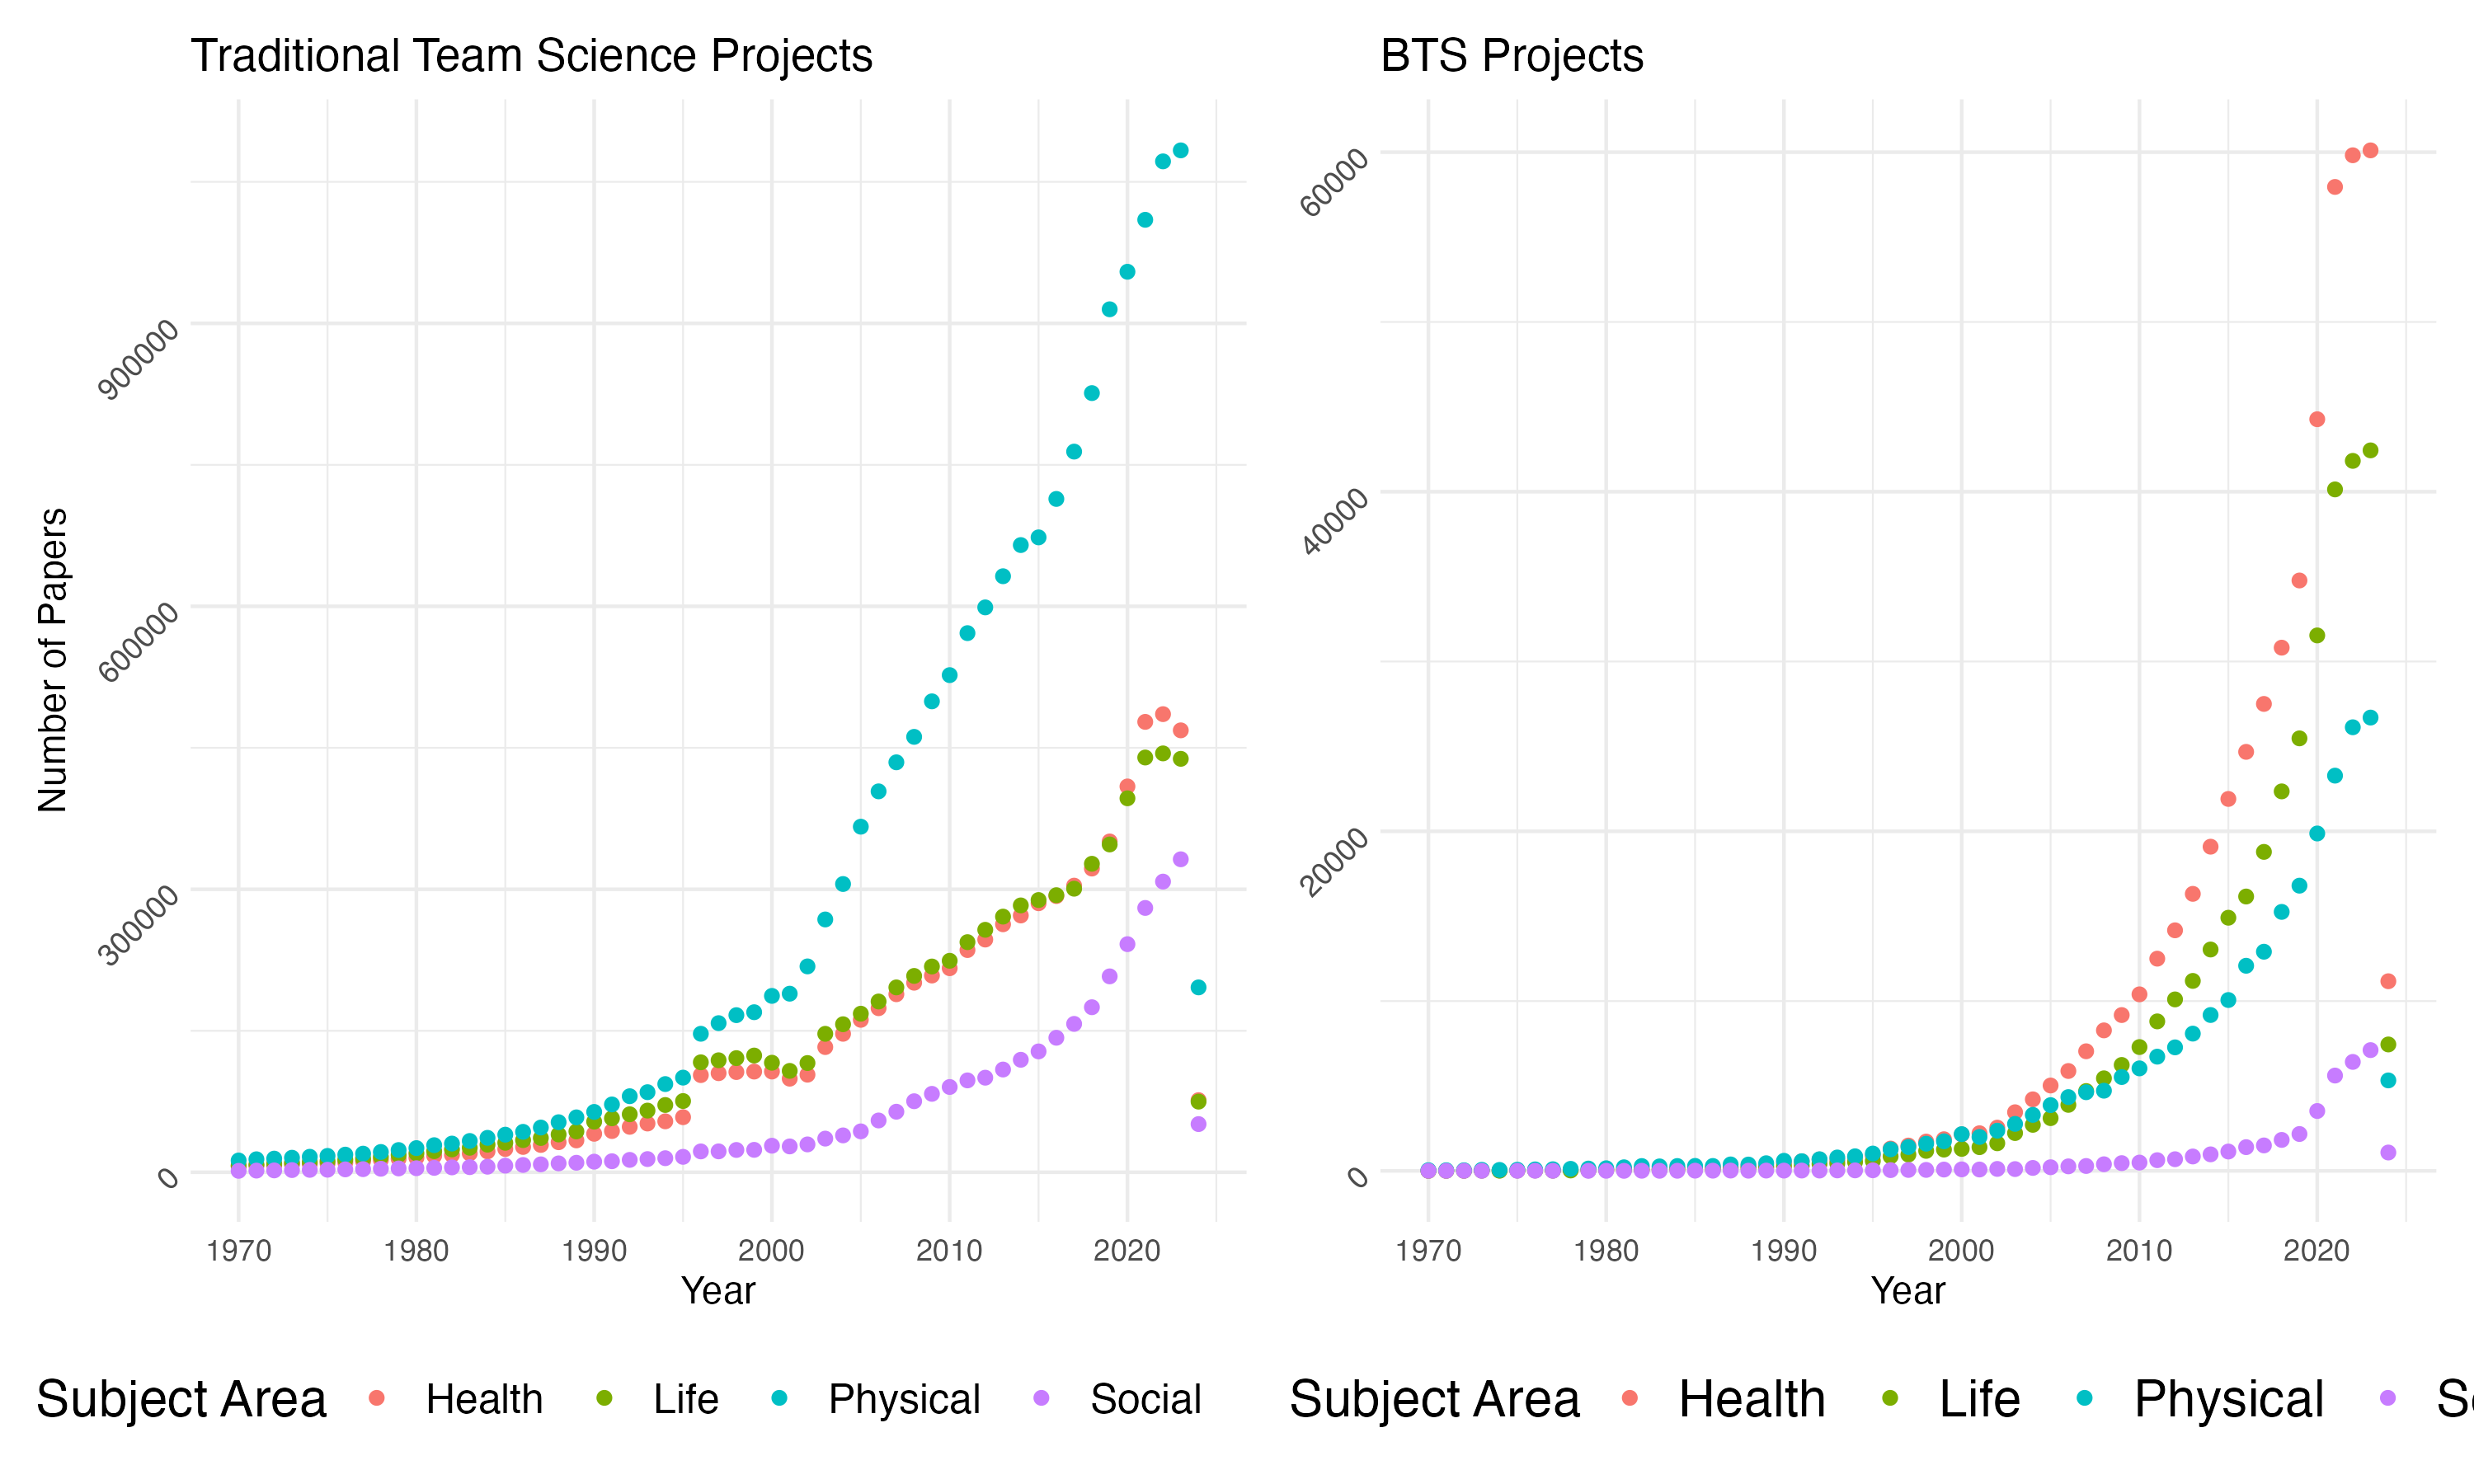 Traditional Team Science Projects
Number of Papers
900000
600000
300000
0
1970 1980 1990 2000 2010 2020
Year
Subject Area Health Life Physical Social
BTS Projects
60000
40000
20000
0
1970 1980 1990 2000 2010 2020
Year
Subject Area Health Life Physical